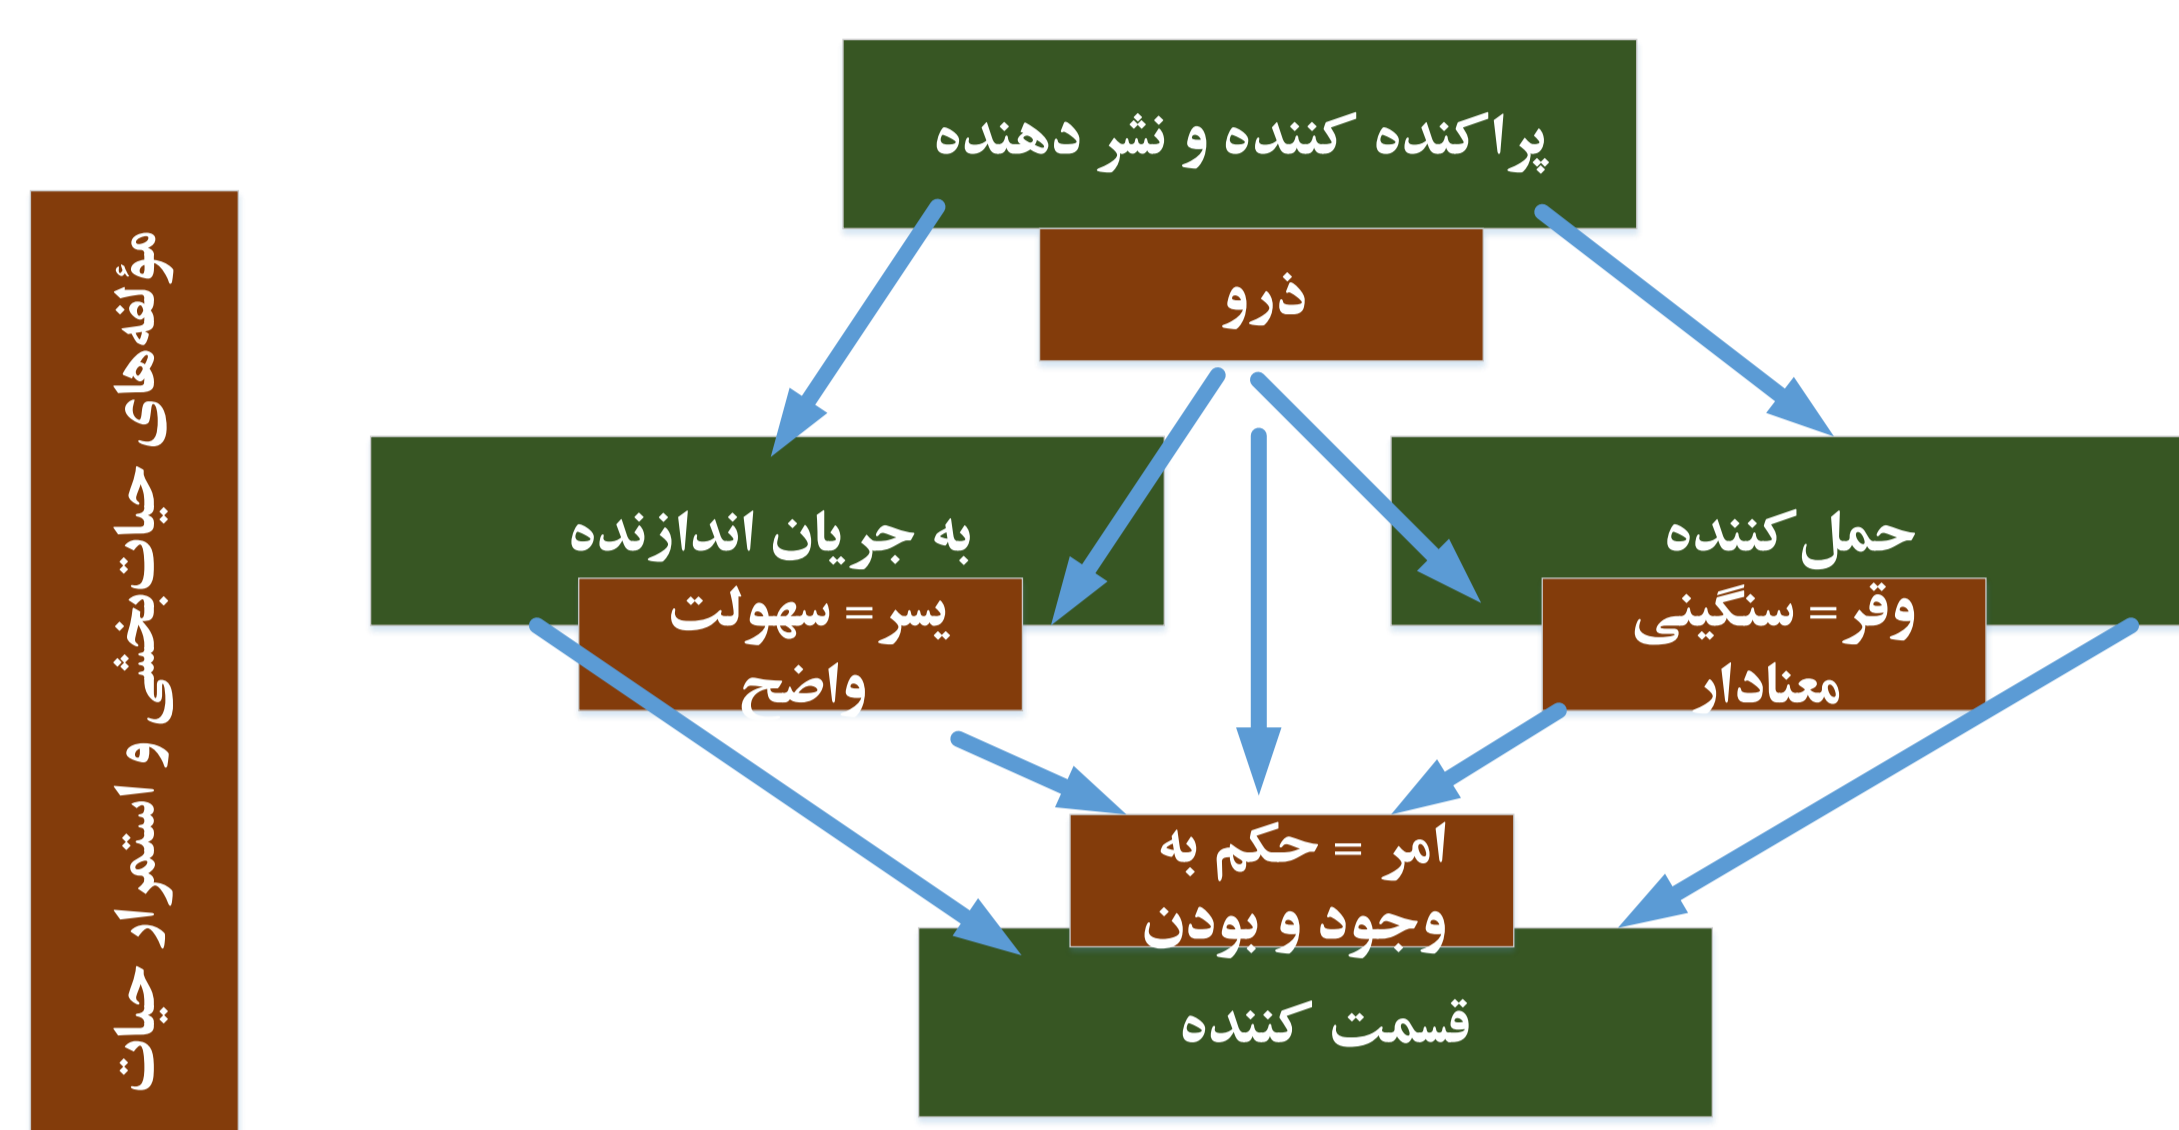 پراکنده کننده و نشر دهنده
ذرو
حمل کننده
وقر= سنگینی
معنادار
به جریان اندازنده
یسر= سهولت
واضح
امر = حکم به
وجود و بودن
قسمت کننده
مؤلفه‌های حیات‌بخشی و استمرار حیات